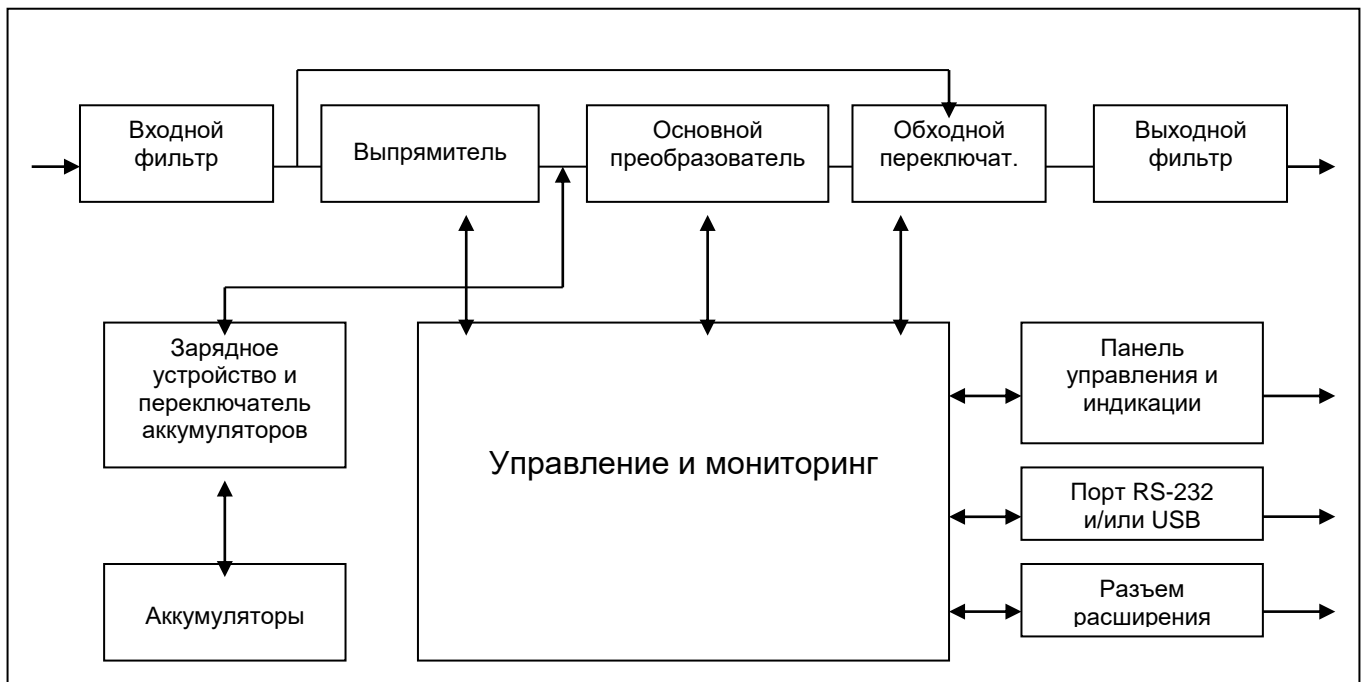 Входной
фильтр
Выпрямитель
Основной
преобразователь
Обходной
переключат.
Выходной
фильтр
Зарядное
устройство и
переключатель
аккумуляторов
Управление и мониторинг
Панель
управления и
индикации
Порт RS-232
и/или USB
Аккумуляторы
Разъем
расширения